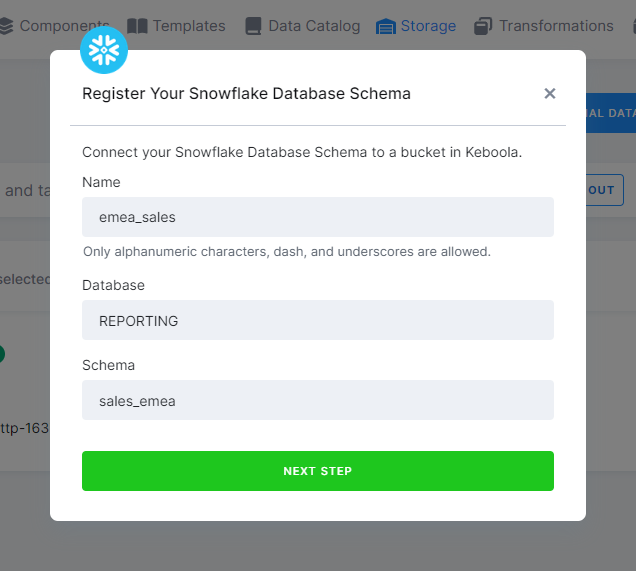 Components Templates Data Catalog Storage Transformations
Register Your Snowflake Database Schema
IAL DATA
Connect your Snowflake Database Schema to a bucket in Keboola.
and ta
Name
OUT
emea_sales
Only alphanumeric characters, dash, and underscores are allowed.
selected
Database
REPORTING
Schema
sales_emea
ttp-163
NEXT STEP